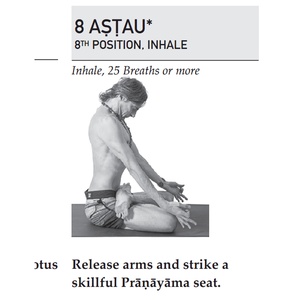 8 AṢṬAU*
8TH POSITION, INHALE
Inhale, 25 Breaths or more
otus
Release arms and strike a
skillful Prāṇāyāma seat.